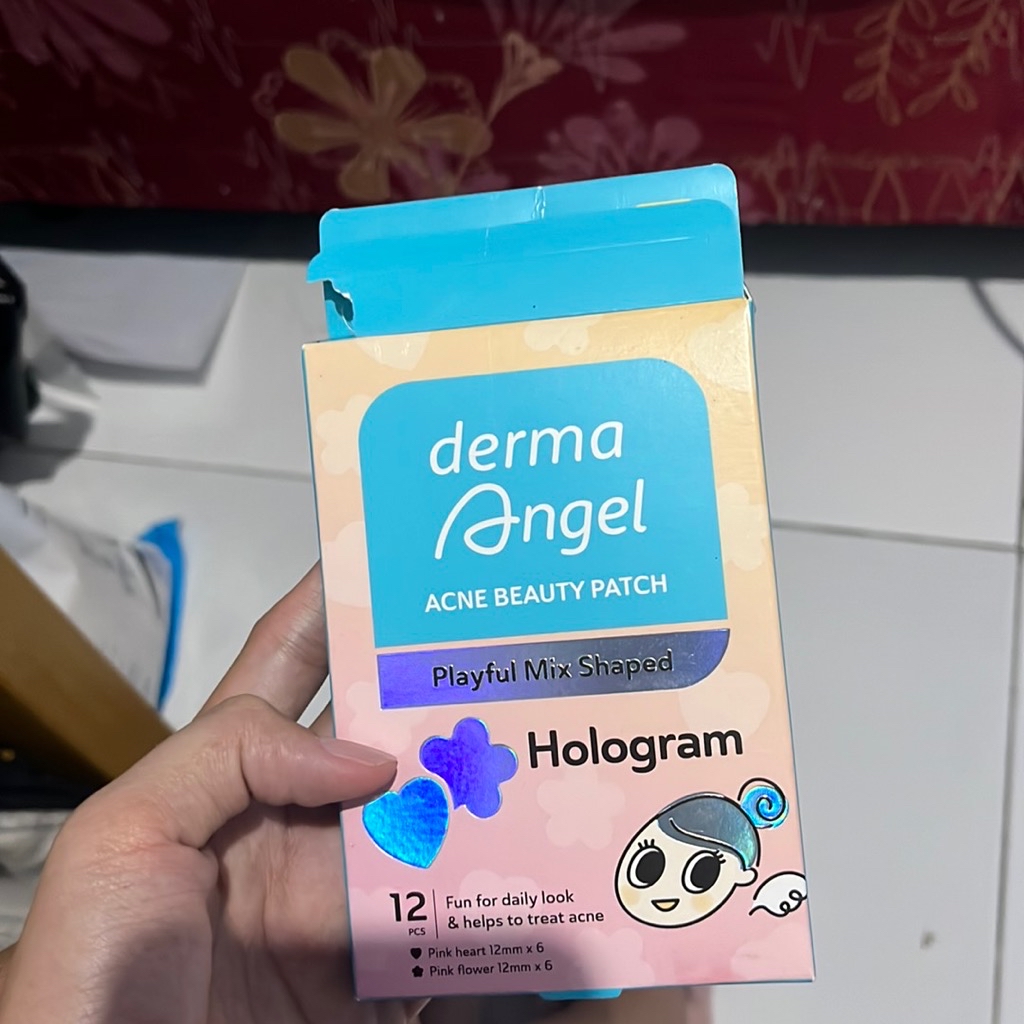 derma
Angel
ACNE BEAUTY PATCH
Playful Mix Shaped
Hologram
12
PCS
Fun for daily look
& helps to treat acne
Pink heart 12mm x 6
Pink flower 12mm x 6